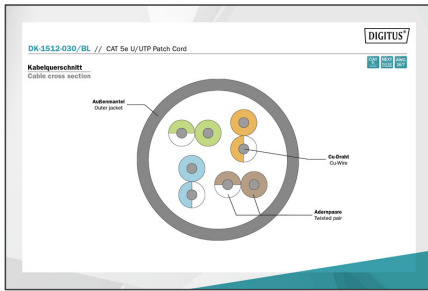 DIGITUS®
DK-1512-030/BL // CAT 5e U/UTP Patch Cord
Kabelquerschnitt
Cable cross section
Außenmantel
Outer jacket
Cu-Draht
Cu-Wire
Adernpaare
Twisted pair